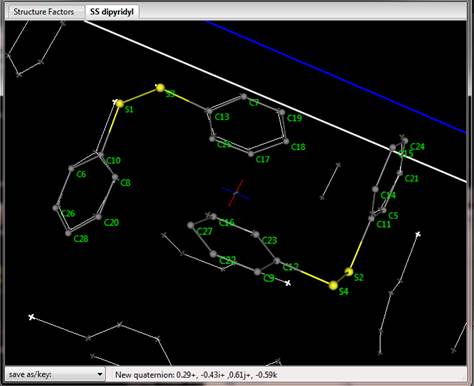 Structure Factors SS dipyridyl
S1
C7
C13
C19
C18
C17
C24
C10
C6
C8
C21
C14
C26
C20
C5
C28
C16
C11
C27
C23
C12
S2
C9
S4
save as/key: New quaternion: 0.29+, -0.43i+ ,0.61j+, -0.59k